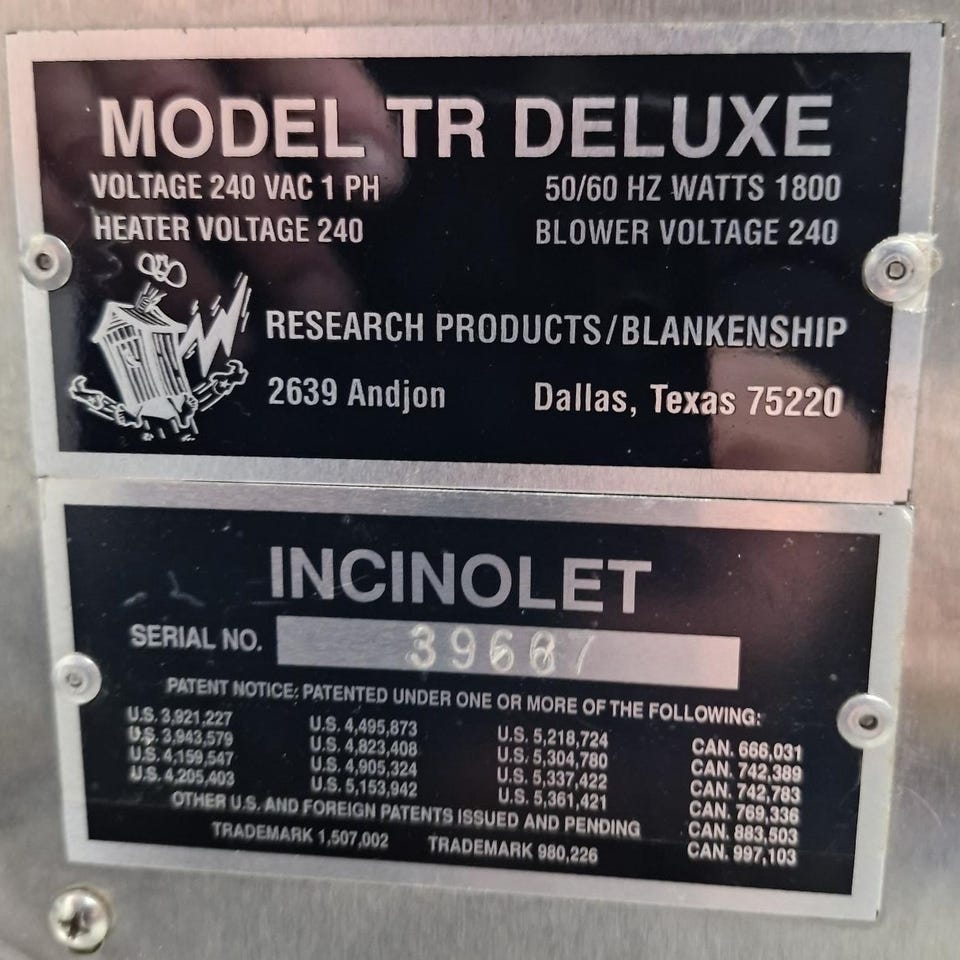 MODEL TR DELUXE
VOLTAGE 240 VAC 1 PH 50/60 HZ WATTS 1800
HEATER VOLTAGE 240 BLOWER VOLTAGE 240
RESEARCH PRODUCTS/BLANKENSHIP
2639 Andjon Dallas, Texas 75220
INCINOLET
SERIAL NO. 39687
PATENT NOTICE: PATENTED UNDER ONE OR MORE OF THE FOLLOWING:
U.S. 3,921,227 U.S. 4,495,873 U.S. 5,218,724 CAN. 666,031
U.S. 3,943,579 U.S. 4,823,408 U.S. 5,304,780 CAN. 742,389
U.S. 4,159,547 U.S. 4,905,324 U.S. 5,337,422 CAN. 742,783
U.S. 4,205,403 U.S. 5,153,942 U.S. 5,361,421 CAN. 769,336
OTHER U.S. AND FOREIGN PATENTS ISSUED AND PENDING CAN. 883,503
TRADEMARK 1,507,002 TRADEMARK 980,226 CAN. 997,103